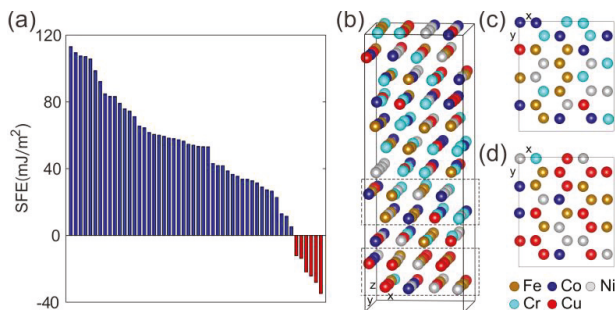 (a)
120
80
40
0
-40
SFE(mJ/m²)
(b)
z
y
x
(c)
x
y
(d)
x
y
Fe Co Ni
Cr Cu